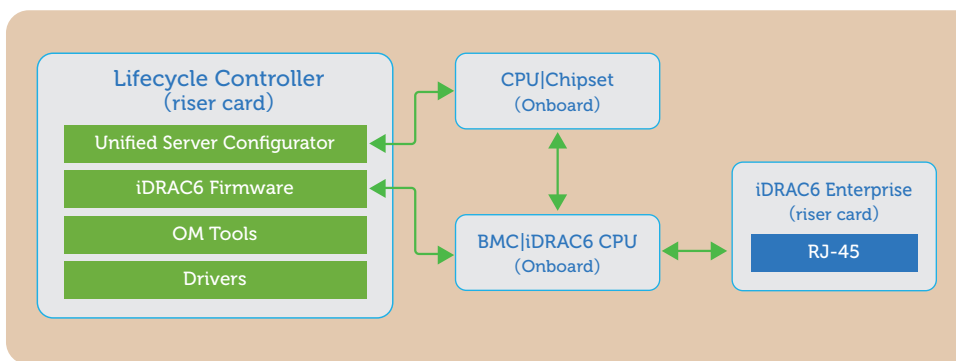 Lifecycle Controller
(riser card)
Unified Server Configurator
iDRAC6 Firmware
OM Tools
Drivers
CPU|Chipset
(Onboard)
BMC|iDRAC6 CPU
(Onboard)
iDRAC6 Enterprise
(riser card)
RJ-45